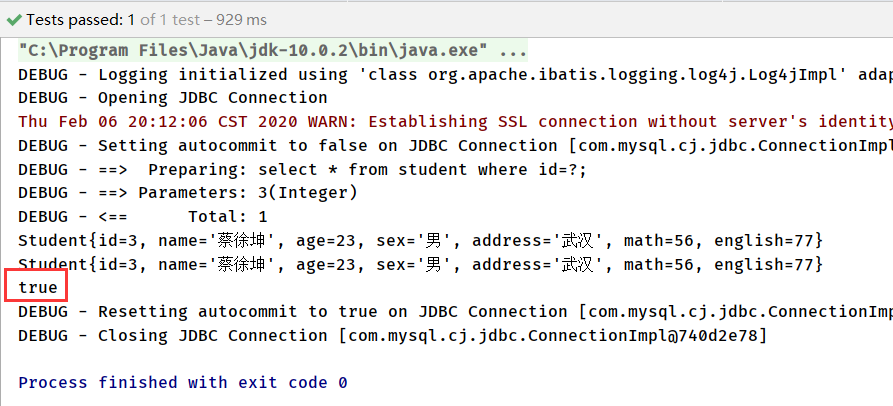 Tests passed: 1 of 1 test – 929 ms
"C:\Program Files\Java\jdk-10.0.2\bin\java.exe" ...
DEBUG - Logging initialized using 'class org.apache.ibatis.logging.log4j.Log4jImpl' adap
DEBUG - Opening JDBC Connection
Thu Feb 06 20:12:06 CST 2020 WARN: Establishing SSL connection without server's identity
DEBUG - Setting autocommit to false on JDBC Connection [com.mysql.cj.jdbc.ConnectionImpl
DEBUG - ==>  Preparing: select * from student where id=?;
DEBUG - ==> Parameters: 3(Integer)
DEBUG - <==      Total: 1
Student{id=3, name='蔡徐坤', age=23, sex='男', address='武汉', math=56, english=77}
Student{id=3, name='蔡徐坤', age=23, sex='男', address='武汉', math=56, english=77}
true
DEBUG - Resetting autocommit to true on JDBC Connection [com.mysql.cj.jdbc.ConnectionImp
DEBUG - Closing JDBC Connection [com.mysql.cj.jdbc.ConnectionImpl@740d2e78]
Process finished with exit code 0